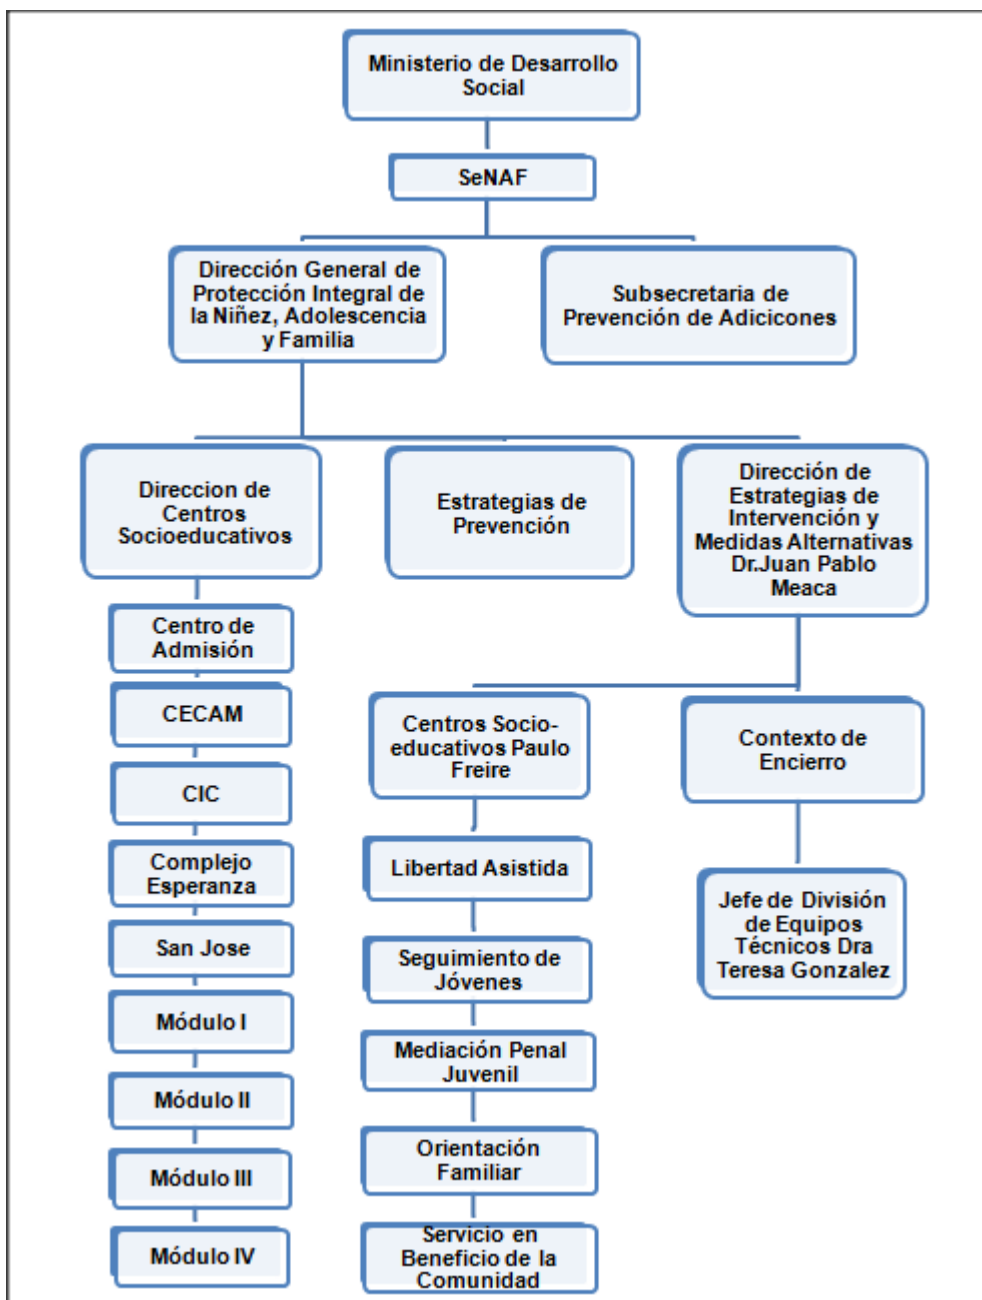 Ministerio de Desarrollo
Social
SeNAF
Dirección General de
Protección Integral de
la Niñez, Adolescencia
y Familia
Subsecretaria de
Prevención de Adicicones
Direccion de
Centros
Socioeducativos
Estrategias de
Prevención
Dirección de
Estrategias de
Intervención y
Medidas Alternativas
Dr.Juan Pablo
Meaca
Centro de
Admisión
CECAM
CIC
Complejo
Esperanza
San Jose
Módulo I
Módulo II
Módulo III
Módulo IV
Centros Socio-
educativos Paulo
Freire
Libertad Asistida
Seguimiento de
Jóvenes
Mediación Penal
Juvenil
Orientación
Familiar
Servicio en
Beneficio de la
Comunidad
Contexto de
Encierro
Jefe de División
de Equipos
Técnicos Dra
Teresa Gonzalez